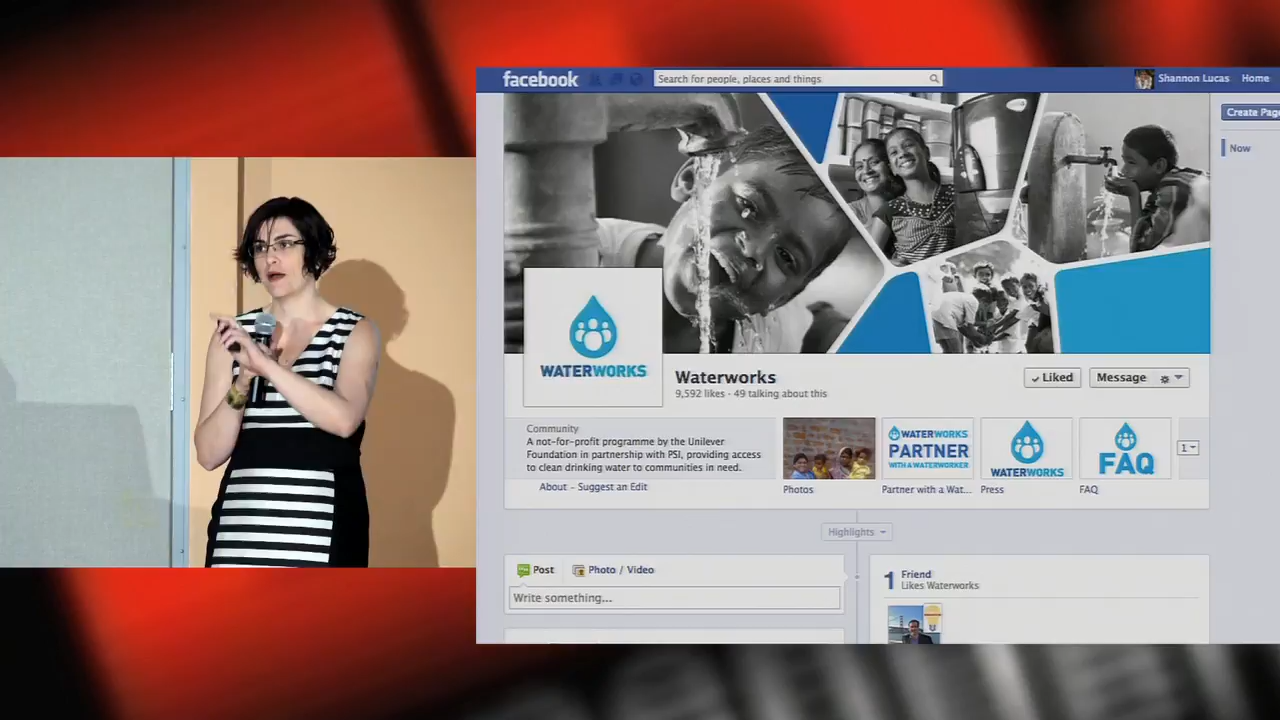 facebook
Search for people, places and things
Shannon Lucas Home
Create Pag
Now
WATERWORKS
Waterworks
9,592 likes · 49 talking about this
✓ Liked
Message
Community
A not-for-profit programme by the Unilever
Foundation in partnership with PSI, providing access
to clean drinking water to communities in need.
About – Suggest an Edit
WATERWORKS
PARTNER
WITH A WATERWORKER
WATERWORKS
FAQ
1
Photos
Partner with a Wat...
Press
FAQ
Highlights
Post
Photo / Video
Write something...
1 Friend
Likes Waterworks